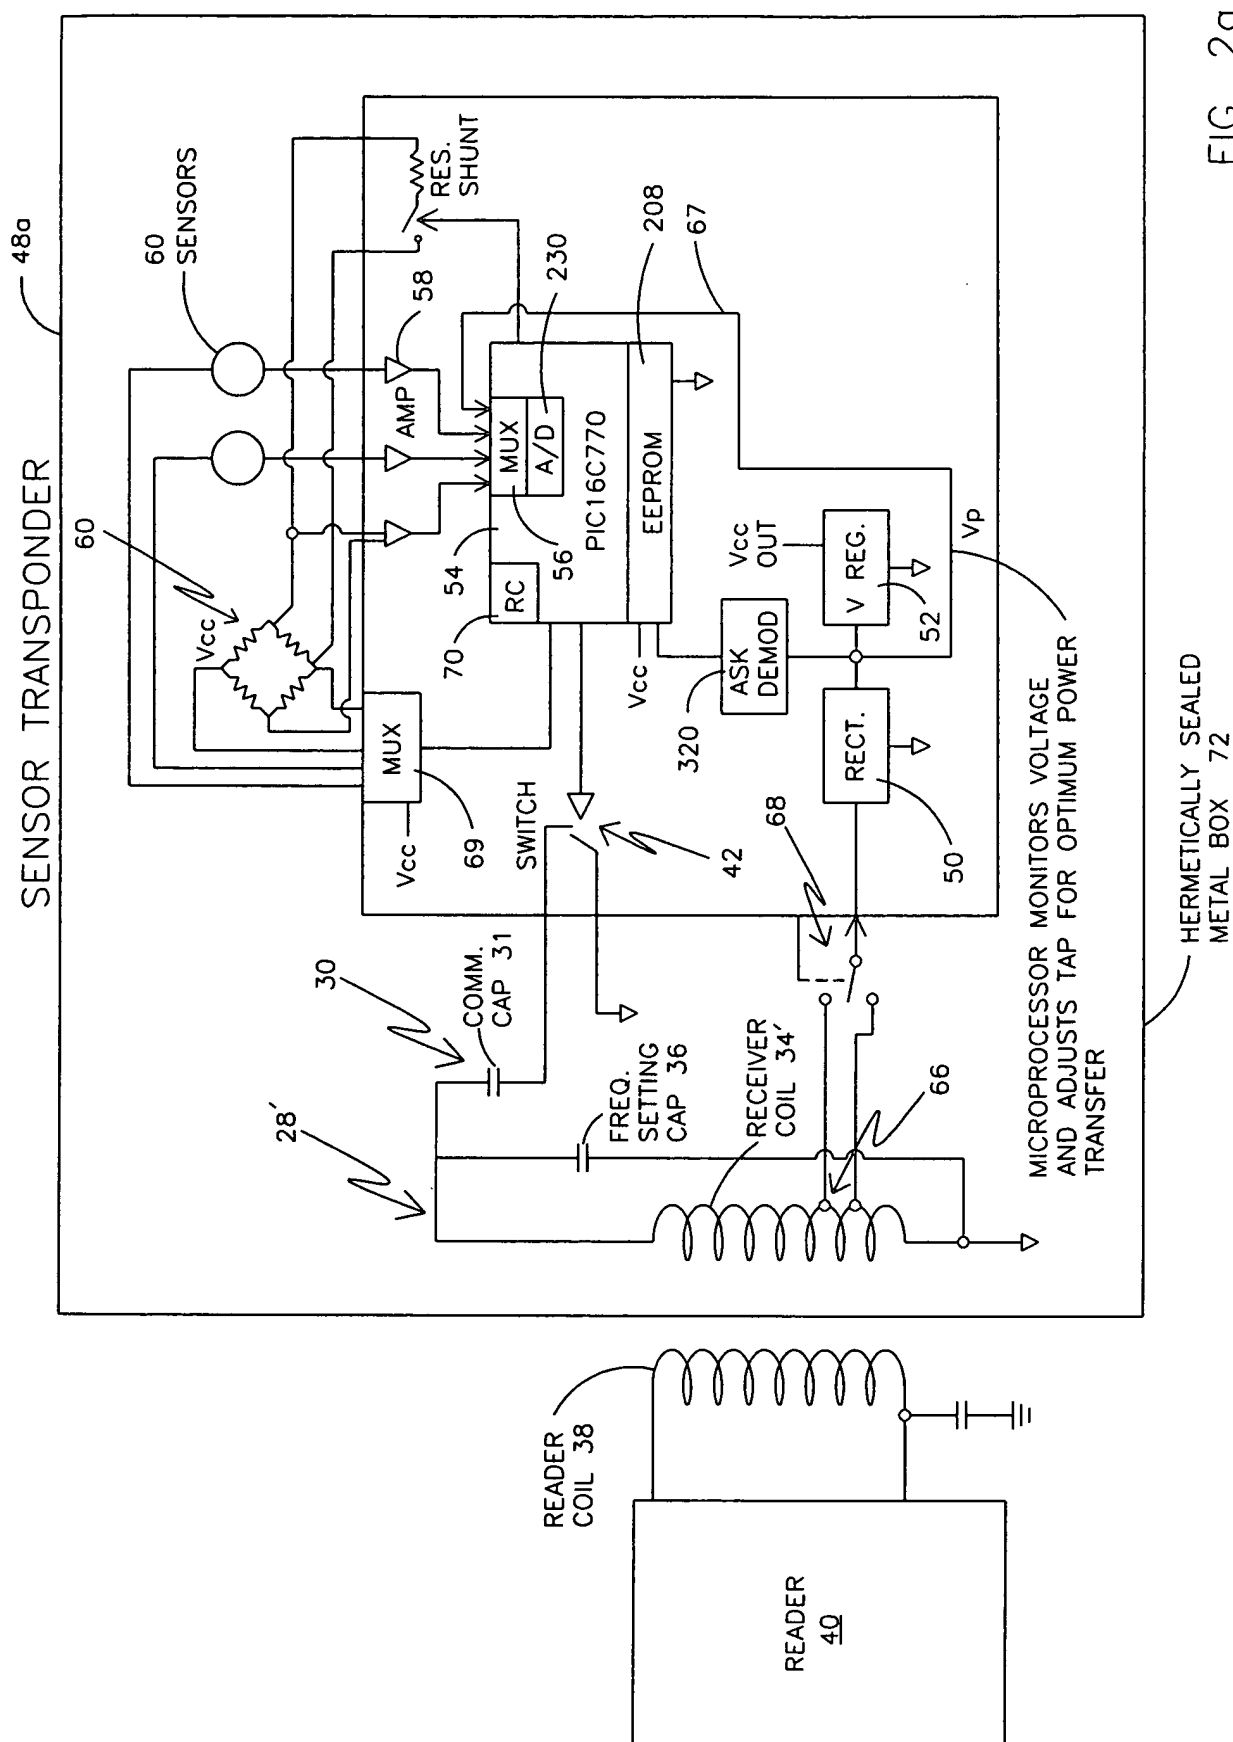 SENSOR TRANSPONDER
48a
60
SENSORS
60
Vcc
RES.
SHUNT
58
AMP
MUX
Vcc
69
SWITCH
42
70
RC
54
56
MUX
A/D
230
PIC16C770
EEPROM
208
67
Vcc
320
ASK
DEMOD
Vcc
OUT
V REG.
52
Vp
RECT.
50
68
30
COMM.
CAP 31
28'
FREQ.
SETTING
CAP 36
RECEIVER
COIL 34'
66
MICROPROCESSOR MONITORS VOLTAGE
AND ADJUSTS TAP FOR OPTIMUM POWER
TRANSFER
HERMETICALLY SEALED
METAL BOX 72
READER
COIL 38
READER
40
FIG. 2a